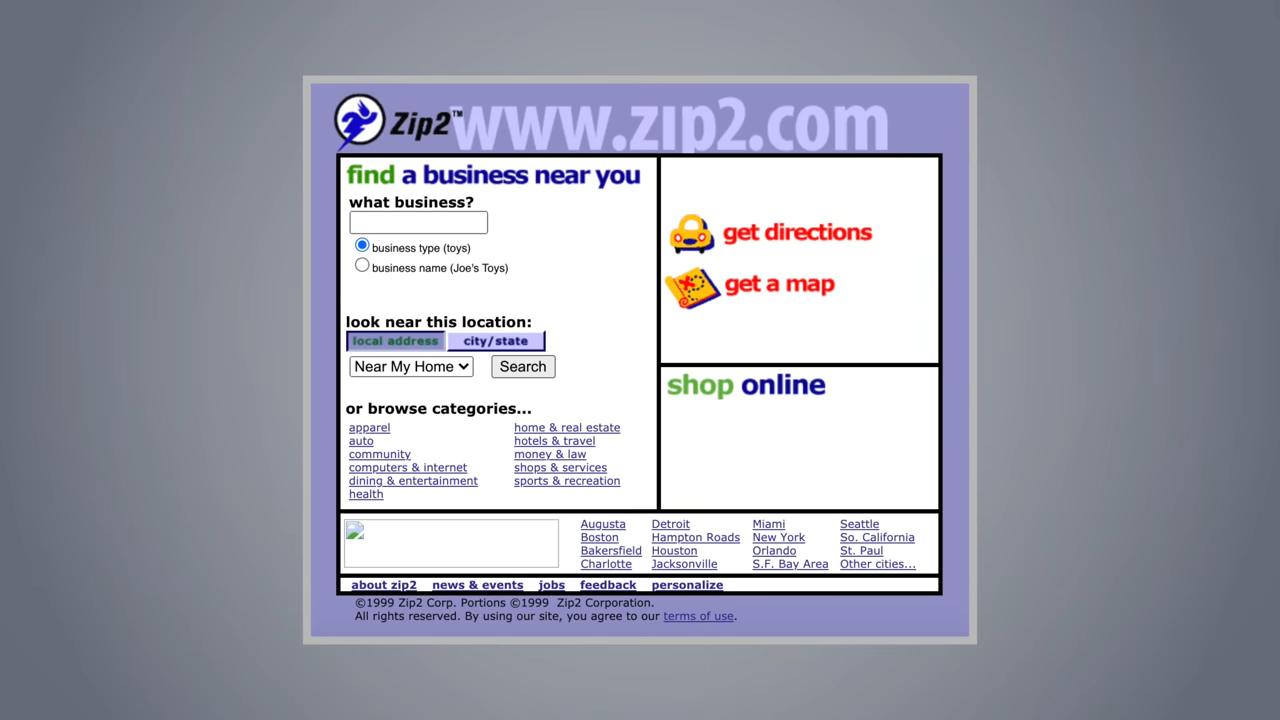 Zip2™ www.zip2.com
find a business near you
what business?
business type (toys)
business name (Joe's Toys)
look near this location:
local address city/state
Near My Home Search
or browse categories...
apparel home & real estate
auto hotels & travel
community money & law
computers & internet shops & services
dining & entertainment sports & recreation
health
get directions
get a map
shop online
Augusta Detroit Miami Seattle
Boston Hampton Roads New York So. California
Bakersfield Houston Orlando St. Paul
Charlotte Jacksonville S.F. Bay Area Other cities...
about zip2 news & events jobs feedback personalize
©1999 Zip2 Corp. Portions ©1999 Zip2 Corporation.
All rights reserved. By using our site, you agree to our terms of use.